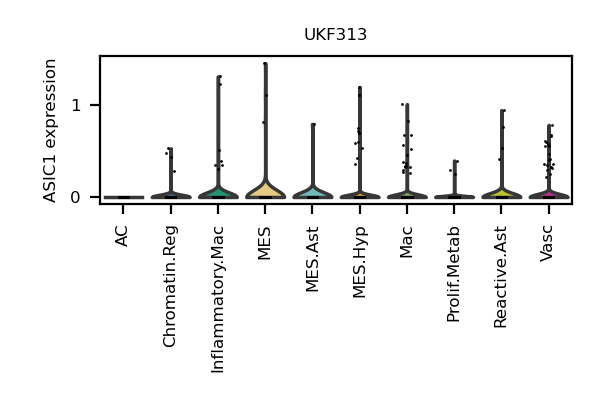 UKF313
ASIC1 expression
1
0
AC
Chromatin.Reg
Inflammatory.Mac
MES
MES.Ast
MES.Hyp
Mac
Prolif.Metab
Reactive.Ast
Vasc